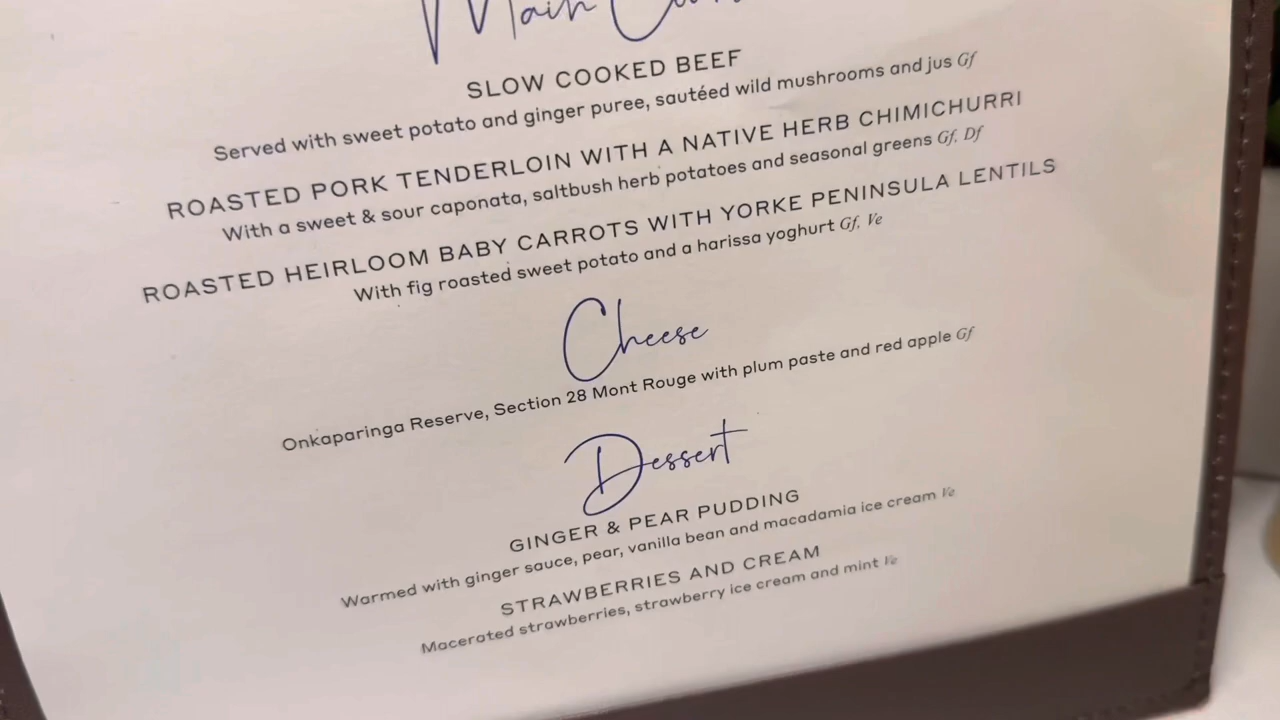 Main
SLOW COOKED BEEF
Served with sweet potato and ginger puree, sautéed wild mushrooms and jus Gf
ROASTED PORK TENDERLOIN WITH A NATIVE HERB CHIMICHURRI
With a sweet & sour caponata, saltbush herb potatoes and seasonal greens Gf, Df
ROASTED HEIRLOOM BABY CARROTS WITH YORKE PENINSULA LENTILS
With fig roasted sweet potato and a harissa yoghurt Gf, Ve
Cheese
Onkaparinga Reserve, Section 28 Mont Rouge with plum paste and red apple Gf
Dessert
GINGER & PEAR PUDDING
Warmed with ginger sauce, pear, vanilla bean and macadamia ice cream Ve
STRAWBERRIES AND CREAM
Macerated strawberries, strawberry ice cream and mint Ve